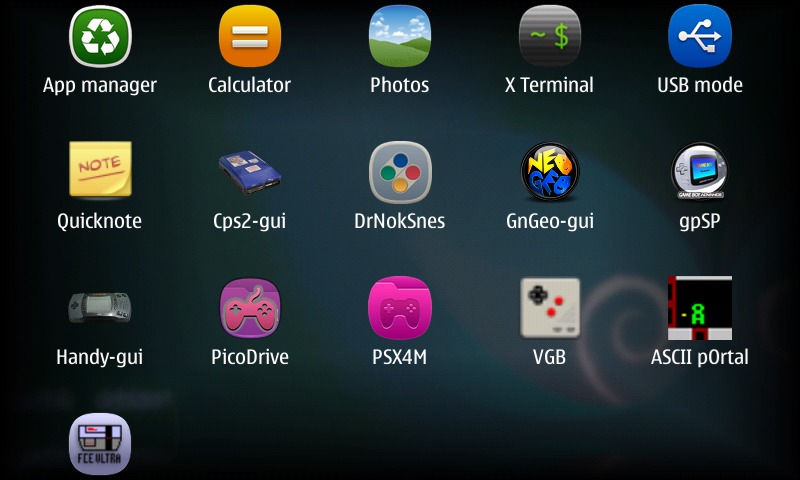 ~ $
App manager
Calculator
Photos
X Terminal
USB mode
NOTE
NEO
GEO
GAME BOY ADVANCE
Quicknote
Cps2-gui
DrNokSnes
GnGeo-gui
gpSP
Handy-gui
PicoDrive
PSX4M
VGB
ASCII pOrtal
FCE ULTRA